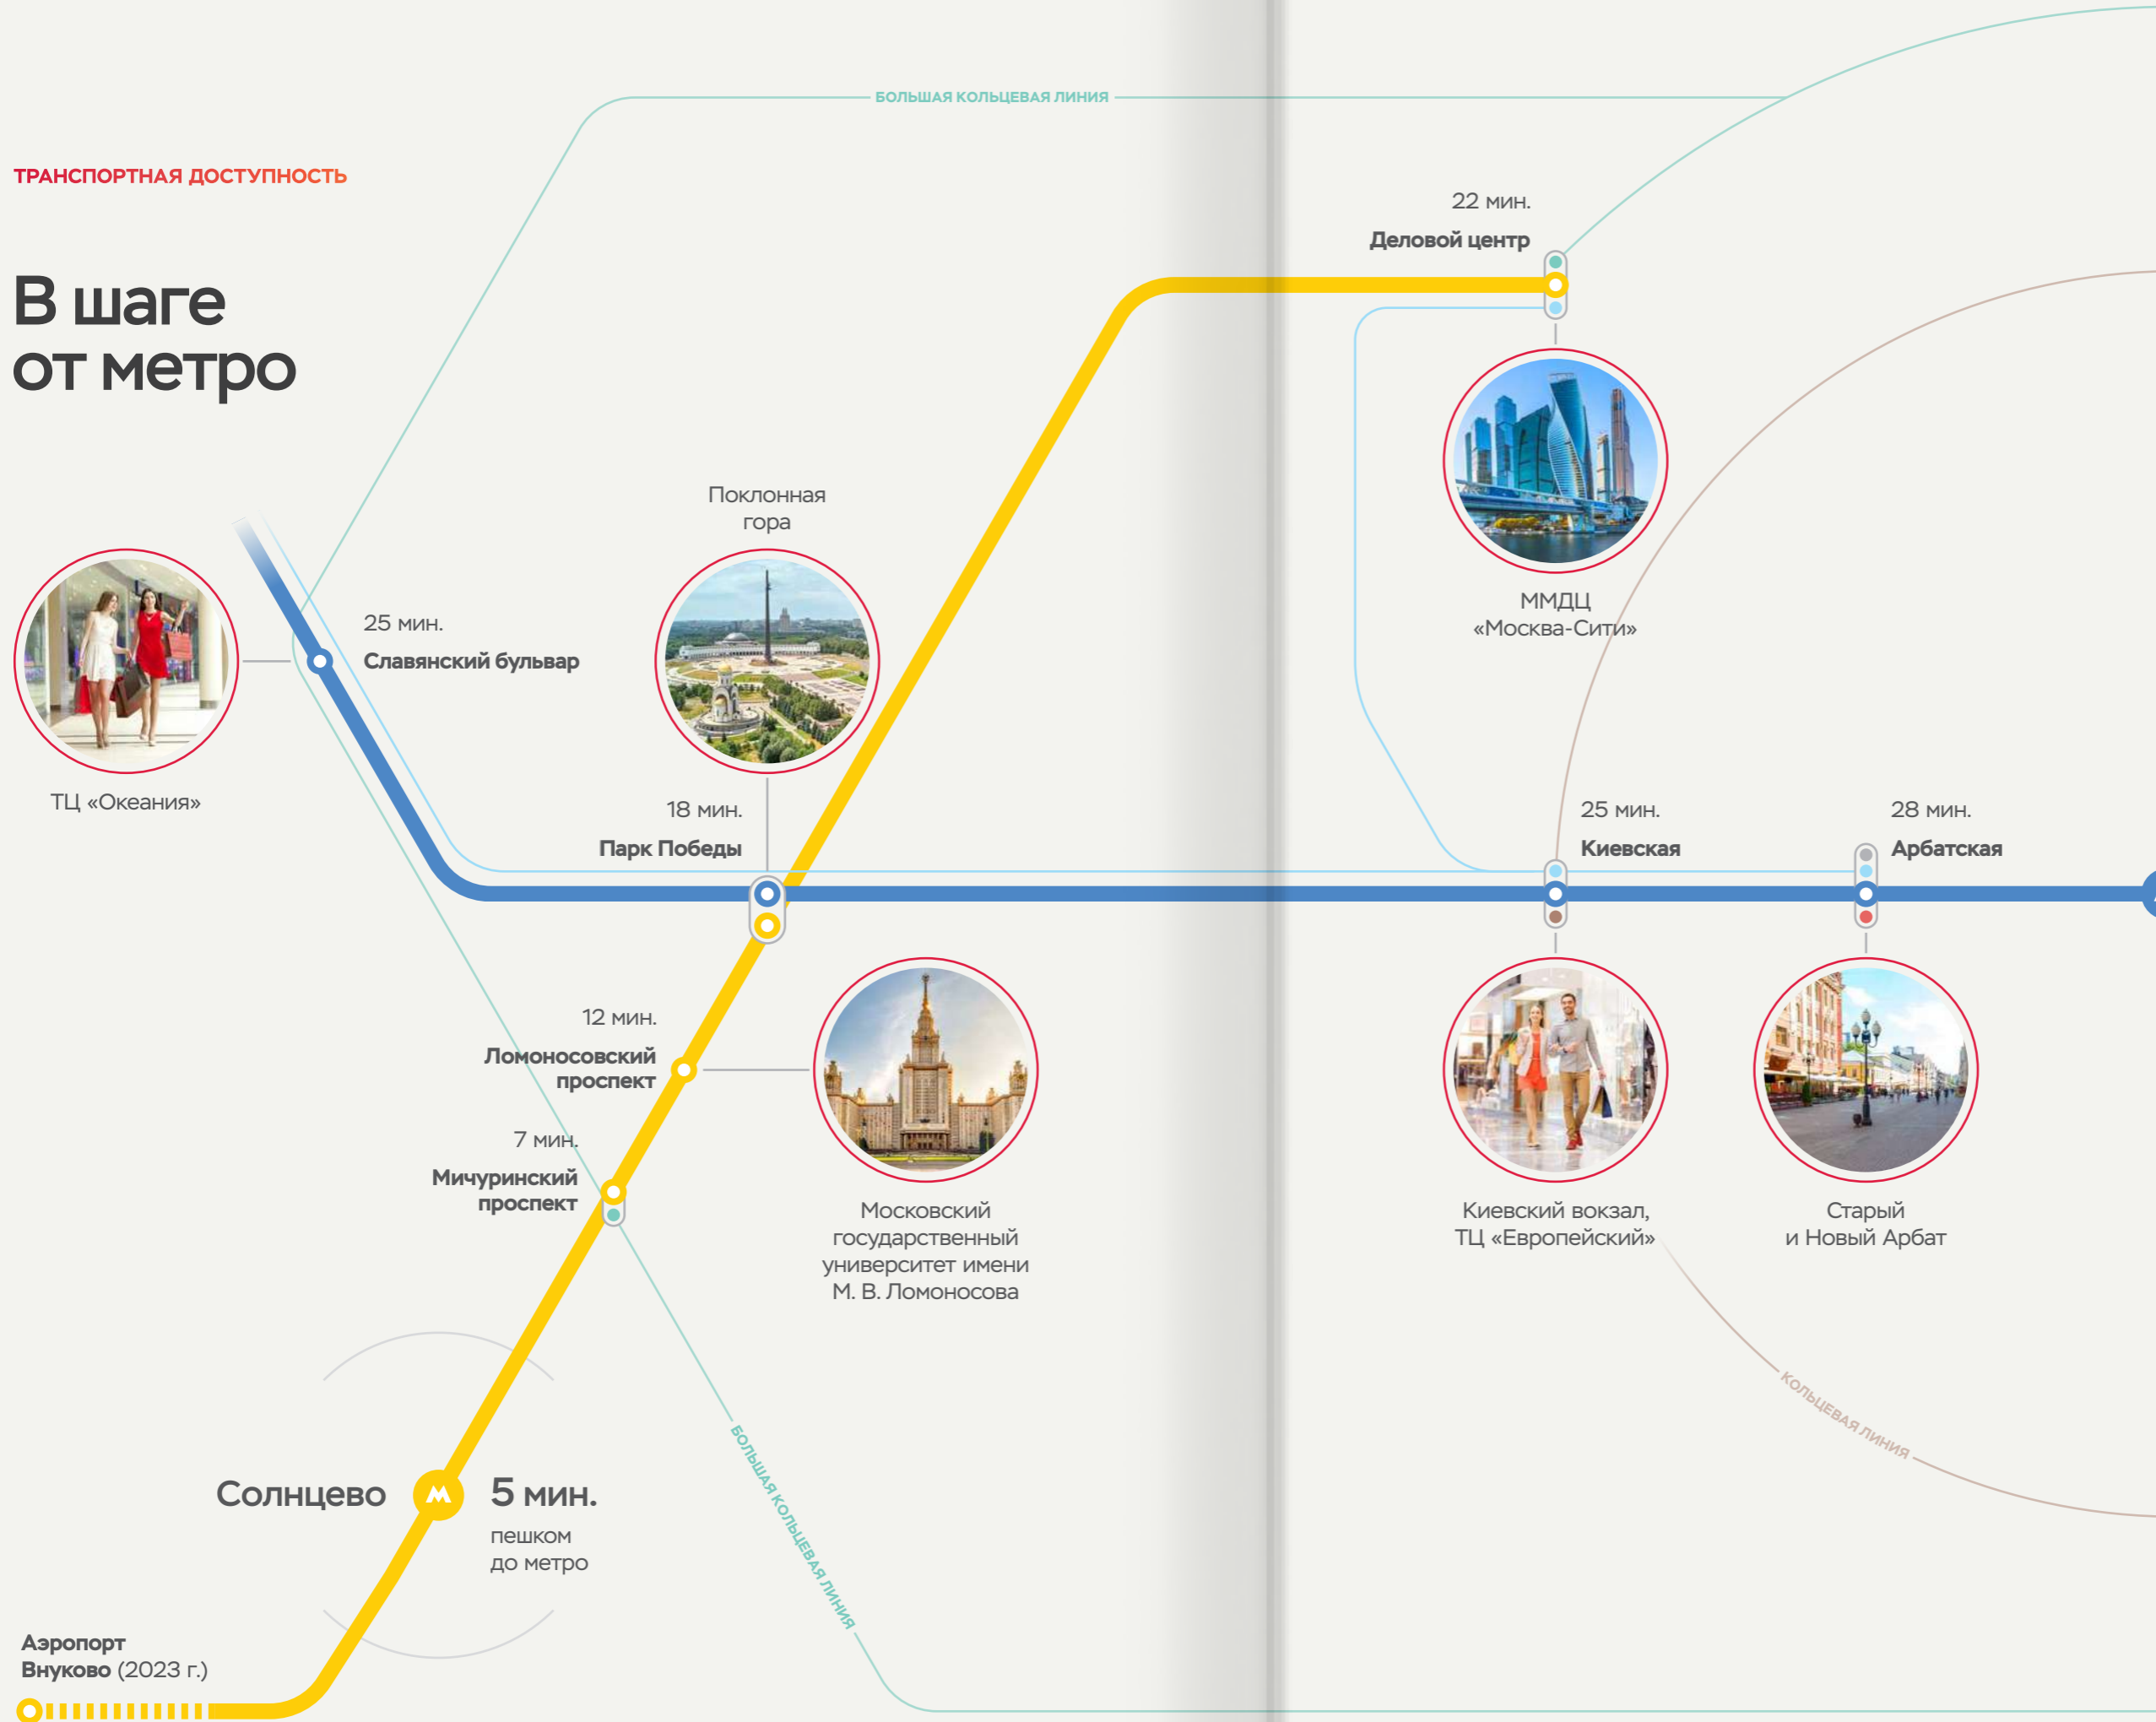 БОЛЬШАЯ КОЛЬЦЕВАЯ ЛИНИЯ
ТРАНСПОРТНАЯ ДОСТУПНОСТЬ
В шаге
от метро
22 мин.
Деловой центр
ММДЦ
«Москва-Сити»
Поклонная
гора
25 мин.
Славянский бульвар
ТЦ «Океания»
18 мин.
Парк Победы
25 мин.
Киевская
28 мин.
Арбатская
12 мин.
Ломоносовский
проспект
7 мин.
Мичуринский
проспект
Московский
государственный
университет имени
М. В. Ломоносова
Киевский вокзал,
ТЦ «Европейский»
Старый
и Новый Арбат
КОЛЬЦЕВАЯ ЛИНИЯ
БОЛЬШАЯ КОЛЬЦЕВАЯ ЛИНИЯ
Солнцево
М
5 мин.
пешком
до метро
Аэропорт
Внуково (2023 г.)